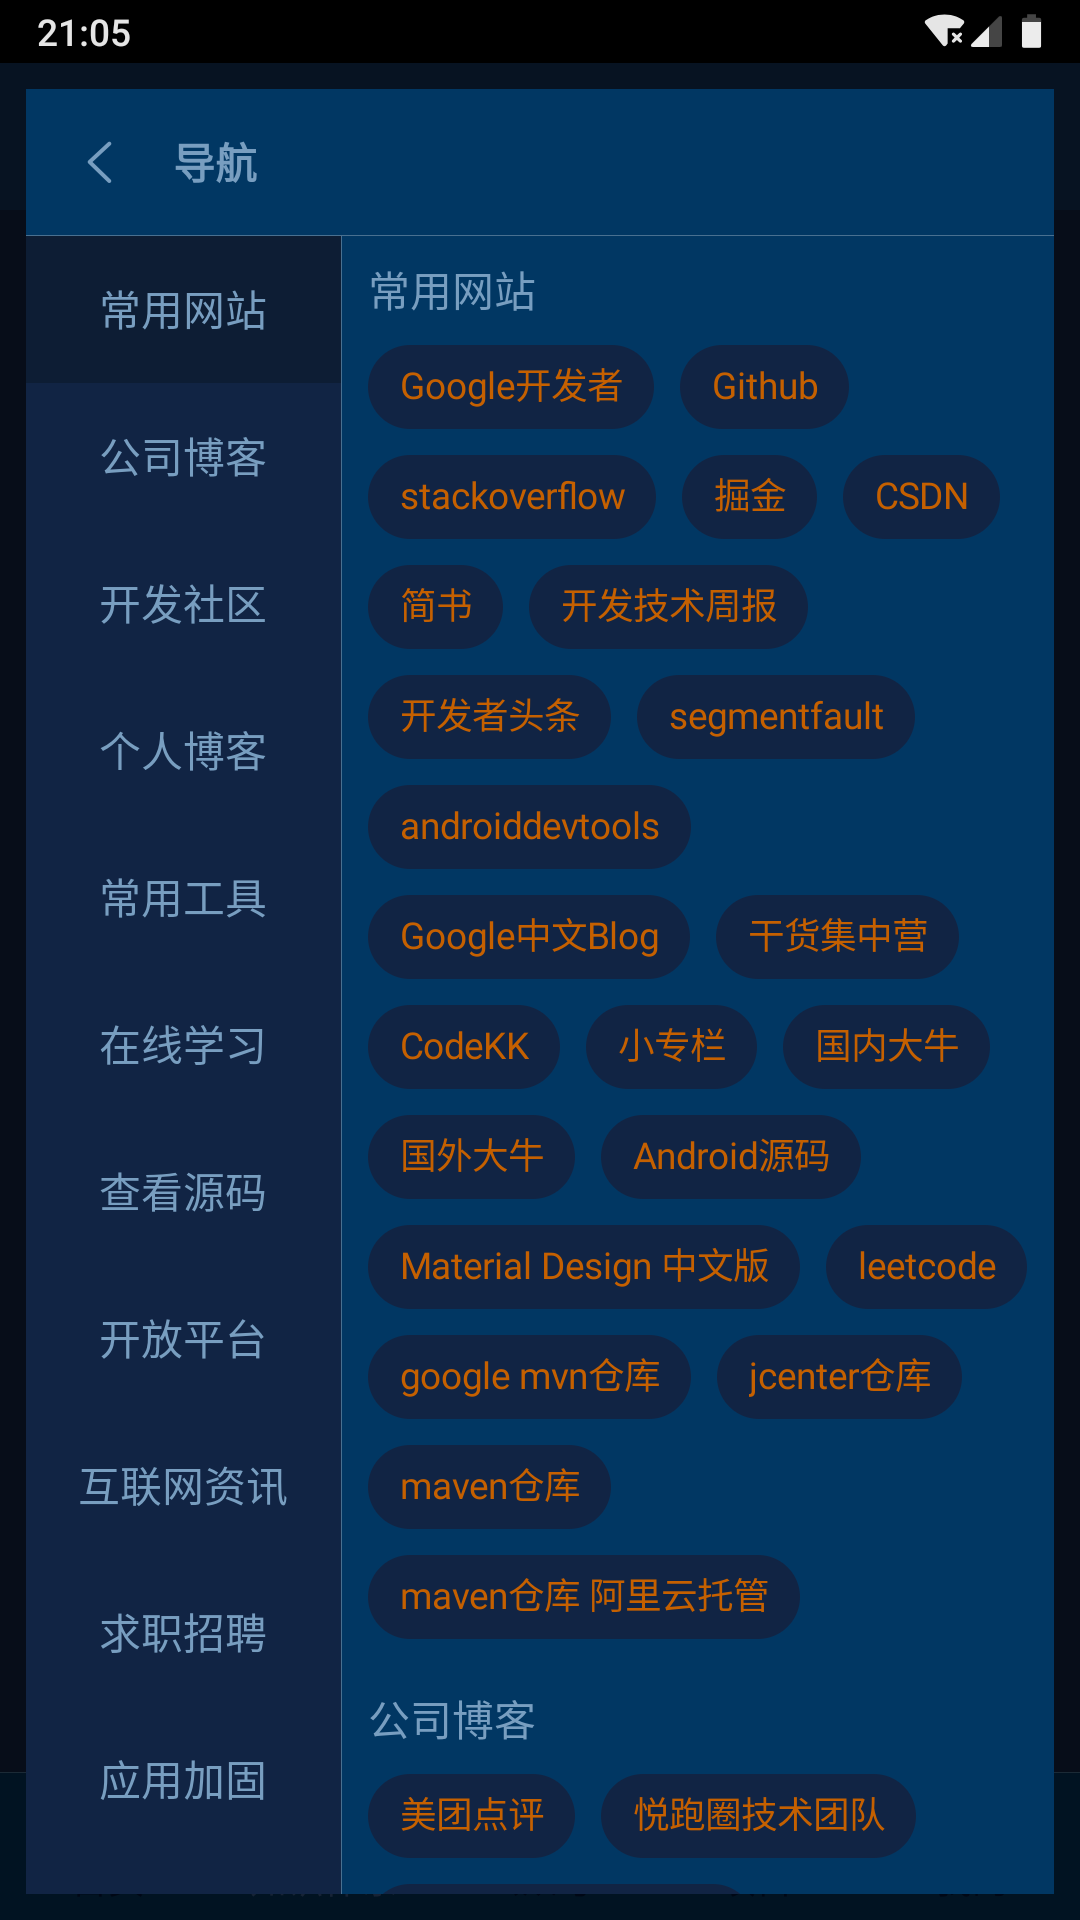 21:05
导航
常用网站
公司博客
开发社区
个人博客
常用工具
在线学习
查看源码
开放平台
互联网资讯
求职招聘
应用加固
常用网站
Google开发者 Github
stackoverflow 掘金 CSDN
简书 开发技术周报
开发者头条 segmentfault
androiddevtools
Google中文Blog 干货集中营
CodeKK 小专栏 国内大牛
国外大牛 Android源码
Material Design 中文版 leetcode
google mvn仓库 jcenter仓库
maven仓库
maven仓库 阿里云托管
公司博客
美团点评 悦跑圈技术团队